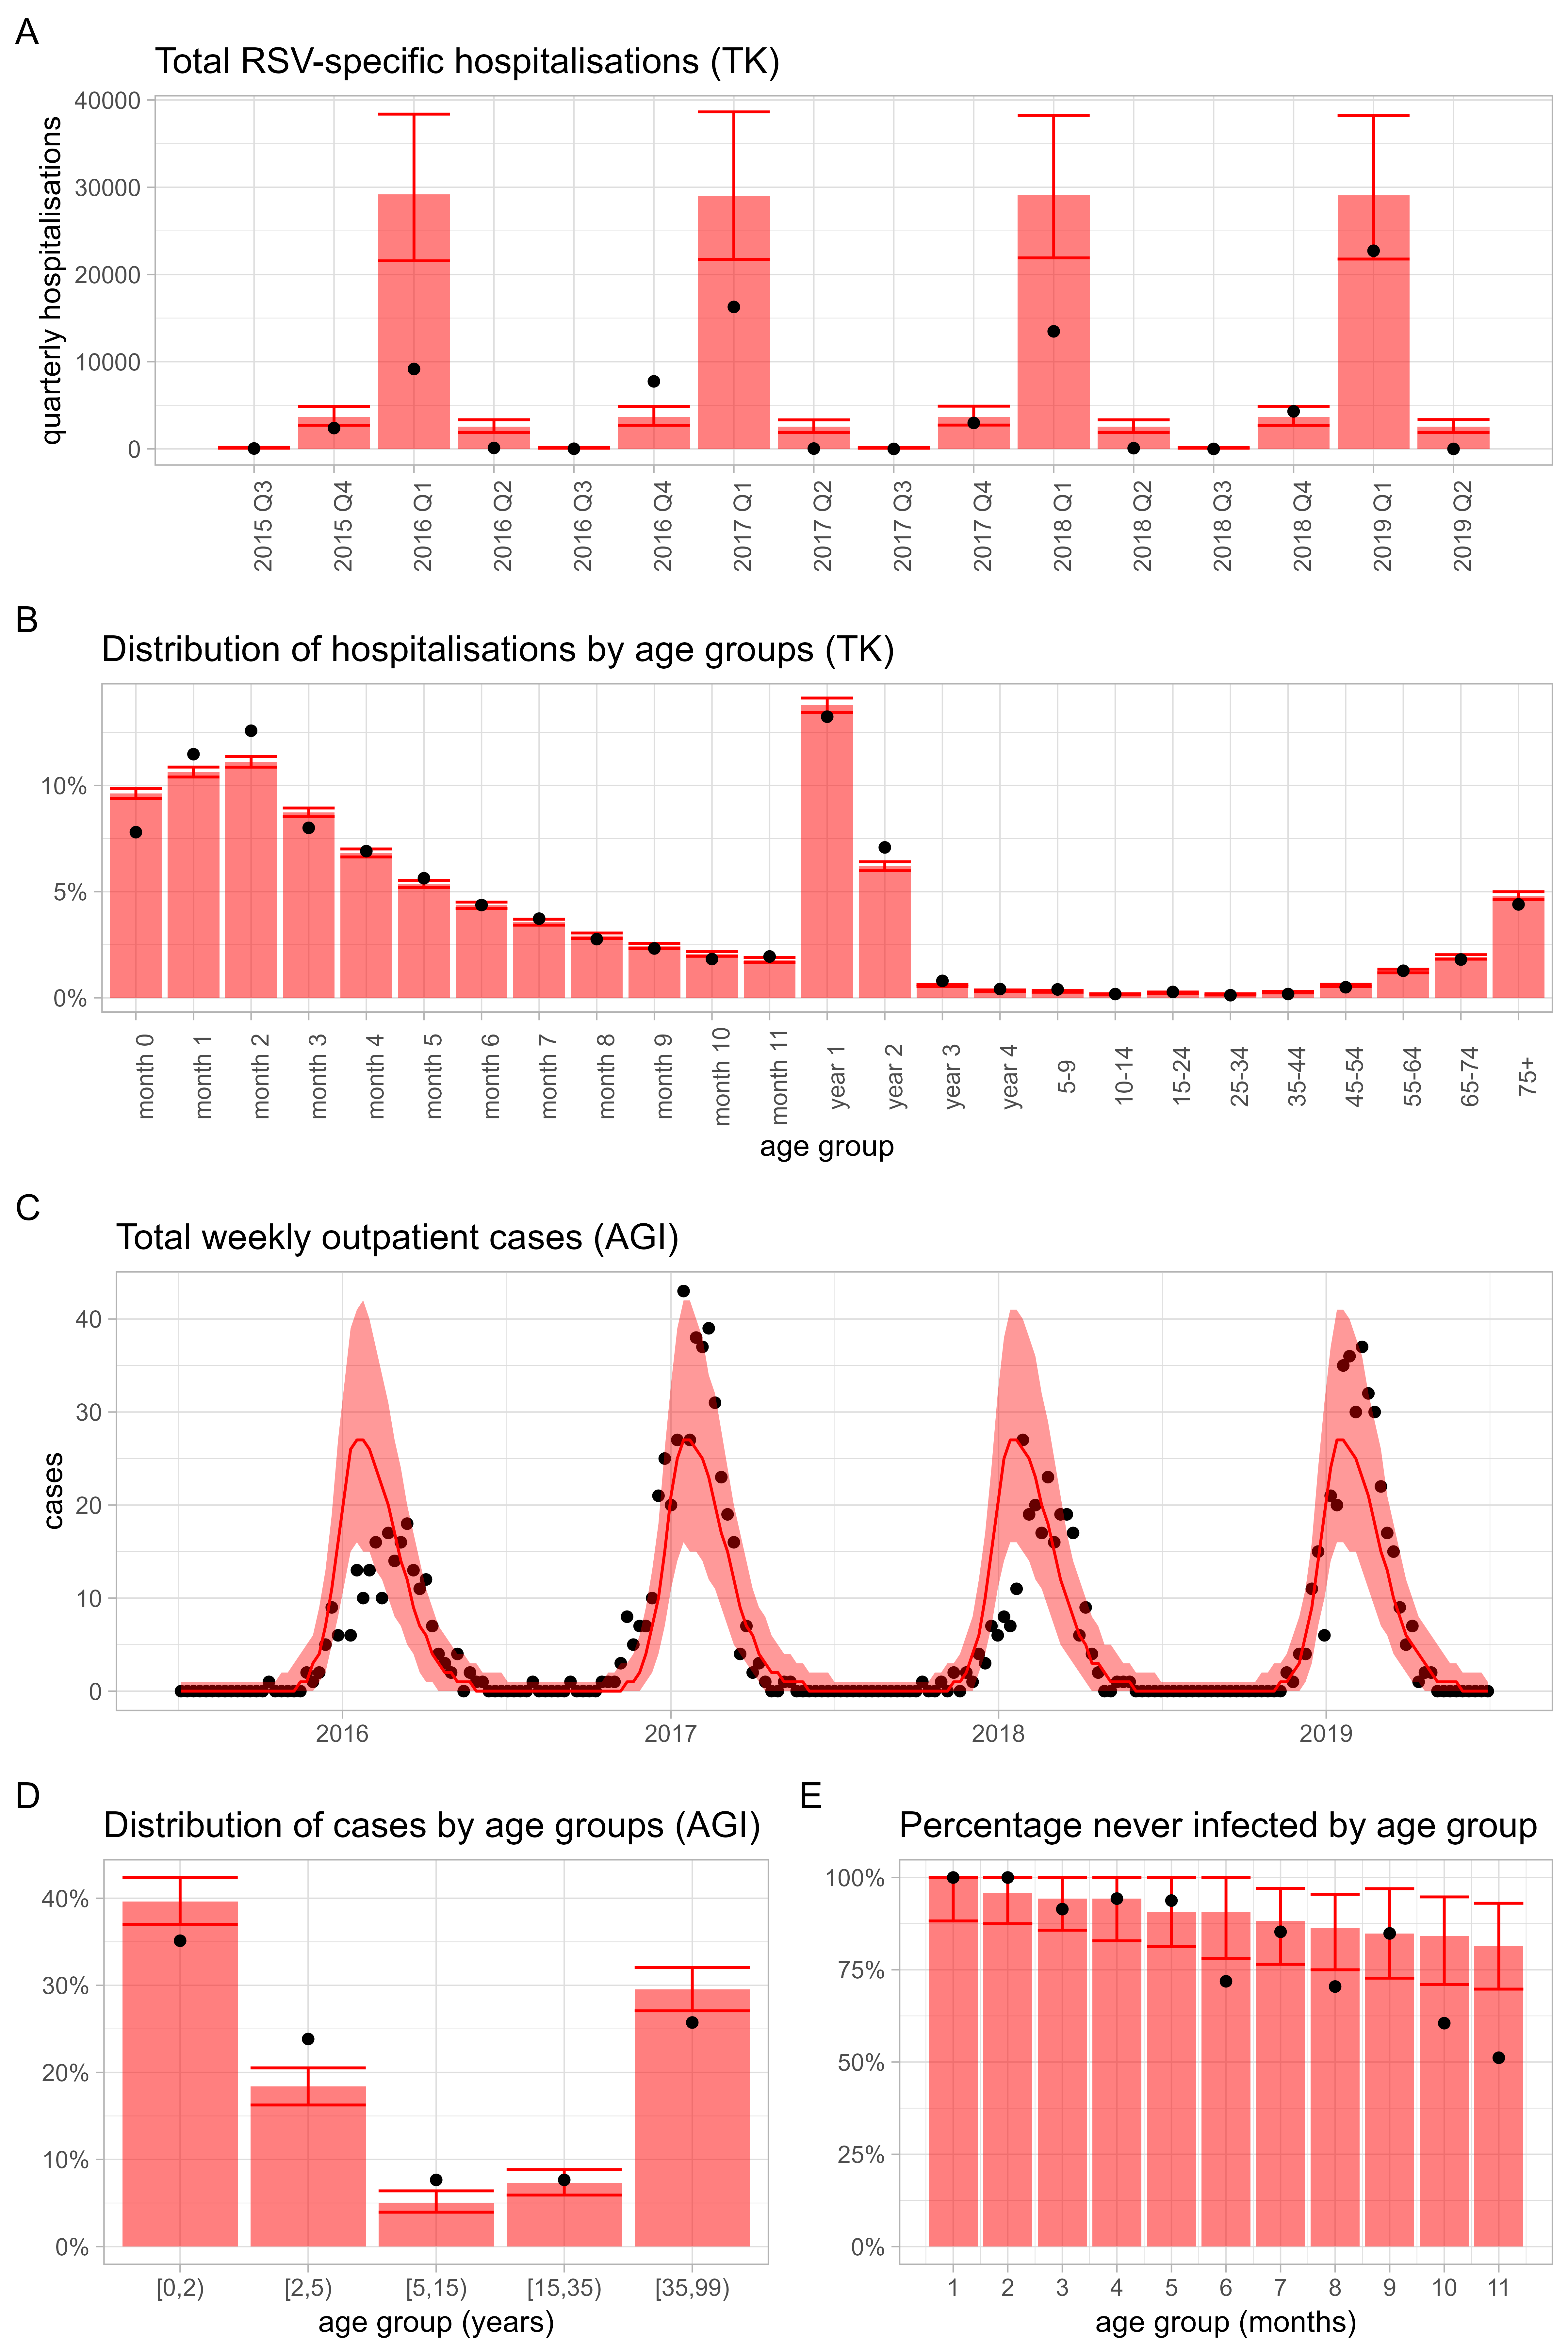 A
Total RSV-specific hospitalisations (TK)
quarterly hospitalisations
40000
30000
20000
10000
0
2015 Q3
2015 Q4
2016 Q1
2016 Q2
2016 Q3
2016 Q4
2017 Q1
2017 Q2
2017 Q3
2017 Q4
2018 Q1
2018 Q2
2018 Q3
2018 Q4
2019 Q1
2019 Q2
B
Distribution of hospitalisations by age groups (TK)
10%
5%
0%
month 0
month 1
month 2
month 3
month 4
month 5
month 6
month 7
month 8
month 9
month 10
month 11
year 1
year 2
year 3
year 4
5-9
10-14
15-24
25-34
35-44
45-54
55-64
65-74
75+
age group
C
Total weekly outpatient cases (AGI)
cases
40
30
20
10
0
2016
2017
2018
2019
D
Distribution of cases by age groups (AGI)
40%
30%
20%
10%
0%
[0,2)
[2,5)
[5,15)
[15,35)
[35,99)
age group (years)
E
Percentage never infected by age group
100%
75%
50%
25%
0%
1
2
3
4
5
6
7
8
9
10
11
age group (months)